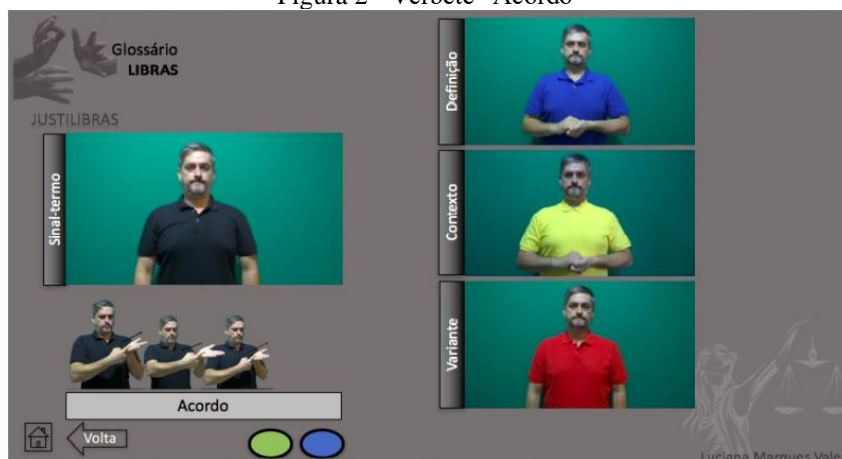 Figura 2 - Verbete "Acordo"
Glossário
LIBRAS
JUSTILIBRAS
Sinal-termo
Acordo
Volta
Definição
Contexto
Variante
Luciana Marques Vale